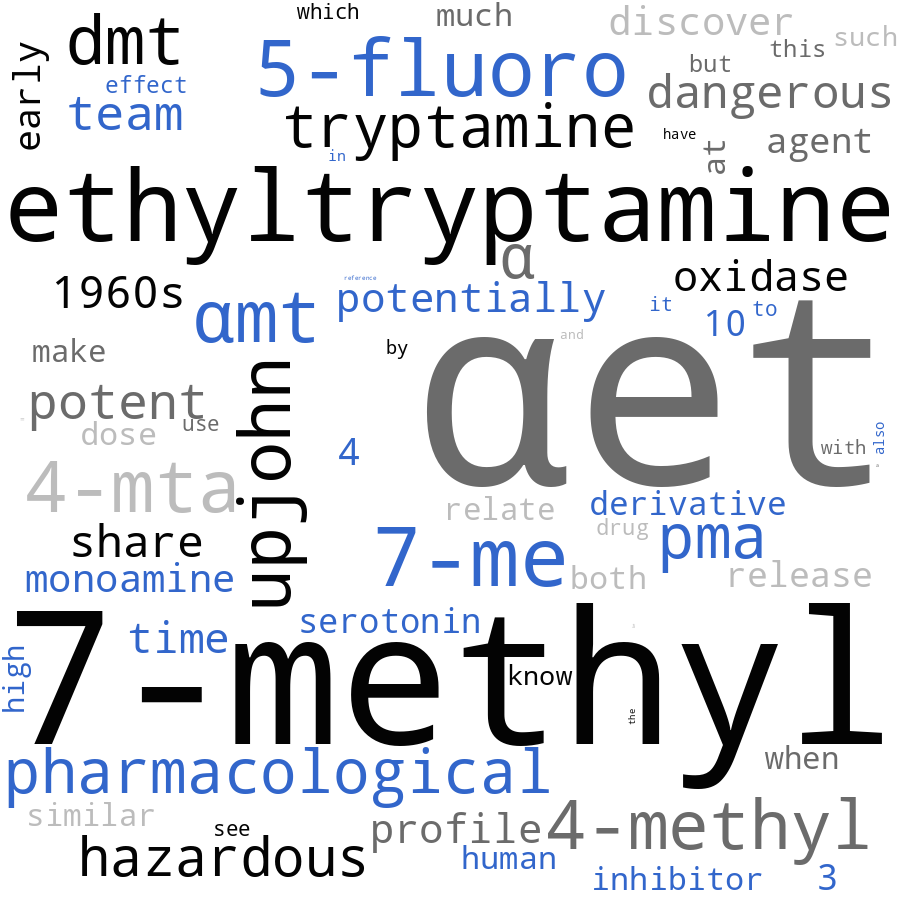 which
much
discover
such
dmt
early
5-fluoro
this
but
effect
team
dangerous
tryptamine
have
agent
in
at
ethyltryptamine
α
oxidase
1960s
reference
potentially
αmt
it
10
to
and
make
by
αet
potent
use
dose
upjohn
4
with
also
4-mta
relate
derivative
share
7-me
drug
pma
monoamine
both
release
time
serotonin
7-methyl
high
know
the
pharmacological
when
similar
see
profile
4-methyl
hazardous
human
inhibitor
3